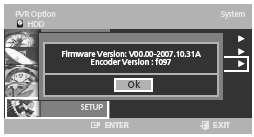 PVR Option System
HDD
Firmware Version: V00.00-2007.10.31A
Encoder Version : f097
Ok
SETUP
ENTER EXIT